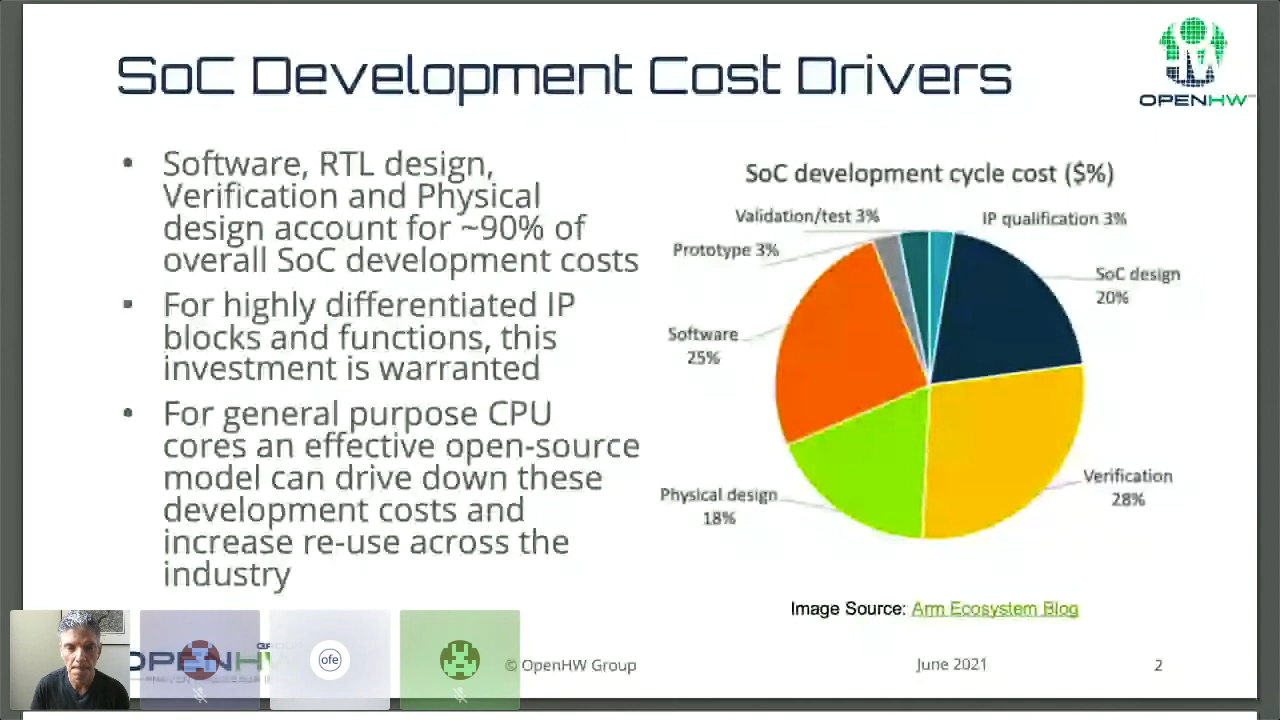 SoC Development Cost Drivers
OPENHW
• Software, RTL design,
Verification and Physical
design account for ~90% of
overall SoC development costs
• For highly differentiated IP
blocks and functions, this
investment is warranted
• For general purpose CPU
cores an effective open-source
model can drive down these
development costs and
increase re-use across the
industry
SoC development cycle cost ($%)
Validation/test 3%
IP qualification 3%
Prototype 3%
SoC design
20%
Software
25%
Verification
28%
Physical design
18%
Image Source: Arm Ecosystem Blog
OPENHW
ofe
© OpenHW Group
June 2021
2